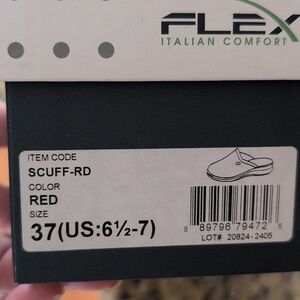 FLEX
ITALIAN COMFORT
ITEM CODE
SCUFF-RD
COLOR
RED
SIZE
37(US:6½-7)
8 89796 79472 8
LOT# 20824-2405